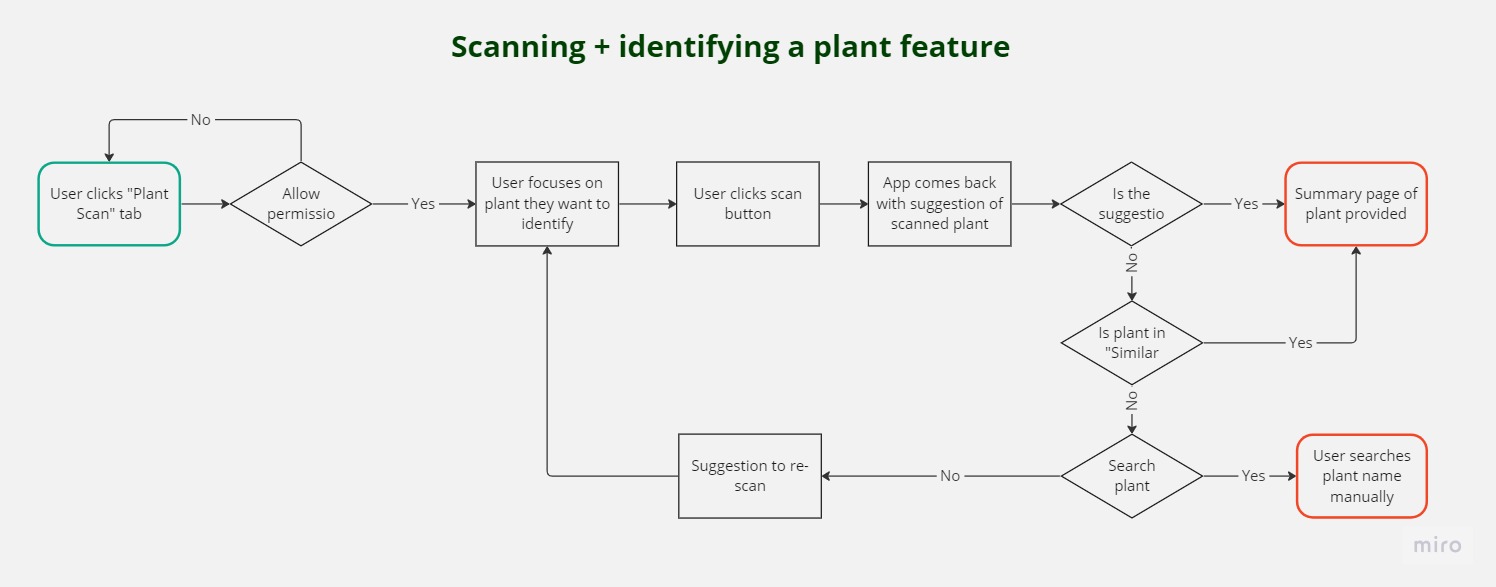 Scanning + identifying a plant feature
No
User clicks "Plant
Scan" tab
Allow
permissio
Yes
User focuses on
plant they want to
identify
User clicks scan
button
App comes back
with suggestion of
scanned plant
Is the
suggestio
Yes
Summary page of
plant provided
No
Is plant in
"Similar
Yes
No
Suggestion to re-
scan
No
Search
plant
Yes
User searches
plant name
manually
miro